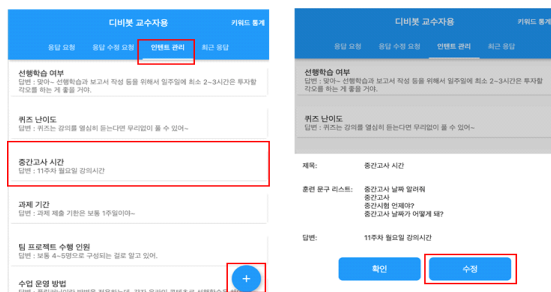 디비봇 교수자용
키워드 통계
응답 요청
응답 수정 요청
인텐트 관리
최근 응답
선행학습 여부
답변 : 맞아~ 선행학습과 보고서 작성 등을 위해서 일주일에 최소 2~3시간은 투자할
각오를 하는 게 좋을 거야.
퀴즈 난이도
답변 : 퀴즈는 강의를 열심히 듣는다면 무리없이 풀 수 있어~
중간고사 시간
답변 : 11주차 월요일 강의시간
과제 기간
답변 : 과제 제출 기한은 보통 1주일이야~
팀 프로젝트 수행 인원
답변 : 보통 4~5명으로 구성되는 걸로 알고 있어.
수업 운영 방법
+
디비봇 교수자용
키워드 통계
응답 요청
응답 수정 요청
인텐트 관리
최근 응답
선행학습 여부
답변 : 맞아~ 선행학습과 보고서 작성 등을 위해서 일주일에 최소 2~3시간은 투자할
각오를 하는 게 좋을 거야.
퀴즈 난이도
답변 : 퀴즈는 강의를 열심히 듣는다면 무리없이 풀 수 있어~
제목: 중간고사 시간
훈련 문구 리스트: 중간고사 날짜 알려줘
중간고사
중간시험 언제야?
중간고사 날짜가 어떻게 돼?
답변: 11주차 월요일 강의시간
확인
수정